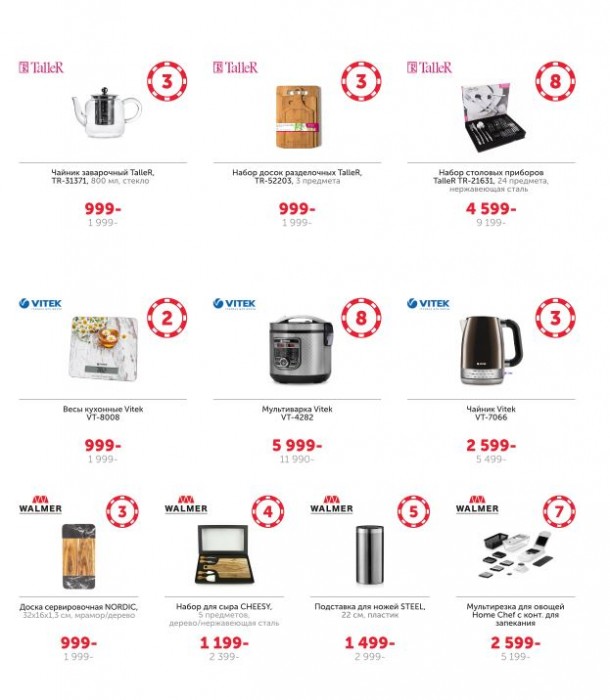 TalleR
3
Чайник заварочный TalleR,
TR-31371, 800 мл, стекло
999-
1 999-
TalleR
3
Набор досок разделочных TalleR,
TR-52203, 3 предмета
999-
1 999-
TalleR
8
Набор столовых приборов
TalleR TR-21631, 24 предмета,
нержавеющая сталь
4 599-
9 199-
VITEK
2
Весы кухонные Vitek
VT-8008
999-
1 999-
VITEK
8
Мультиварка Vitek
VT-4282
5 999-
11 990-
VITEK
3
VITEK
Чайник Vitek
VT-7066
2 599-
5 499-
WALMER
3
Доска сервировочная NORDIC,
32х16х1,3 см, мрамор/дерево
999-
1 999-
WALMER
4
Набор для сыра CHEESY,
5 предметов,
дерево/нержавеющая сталь
1 199-
2 399-
WALMER
5
Подставка для ножей STEEL,
22 см, пластик
1 499-
2 999-
WALMER
7
Мультирезка для овощей
Home Chef с конт. для
запекания
2 599-
5 199-